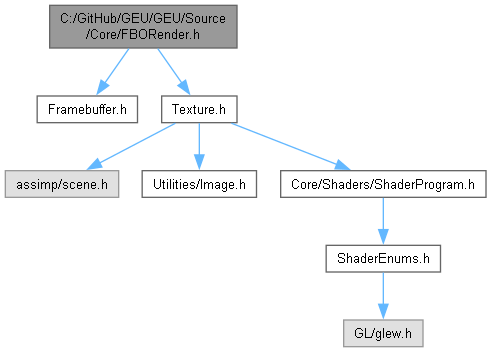 C:/GitHub/GEU/GEU/Source
/Core/FBORender.h
Framebuffer.h
Texture.h
assimp/scene.h
Utilities/Image.h
Core/Shaders/ShaderProgram.h
ShaderEnums.h
GL/glew.h